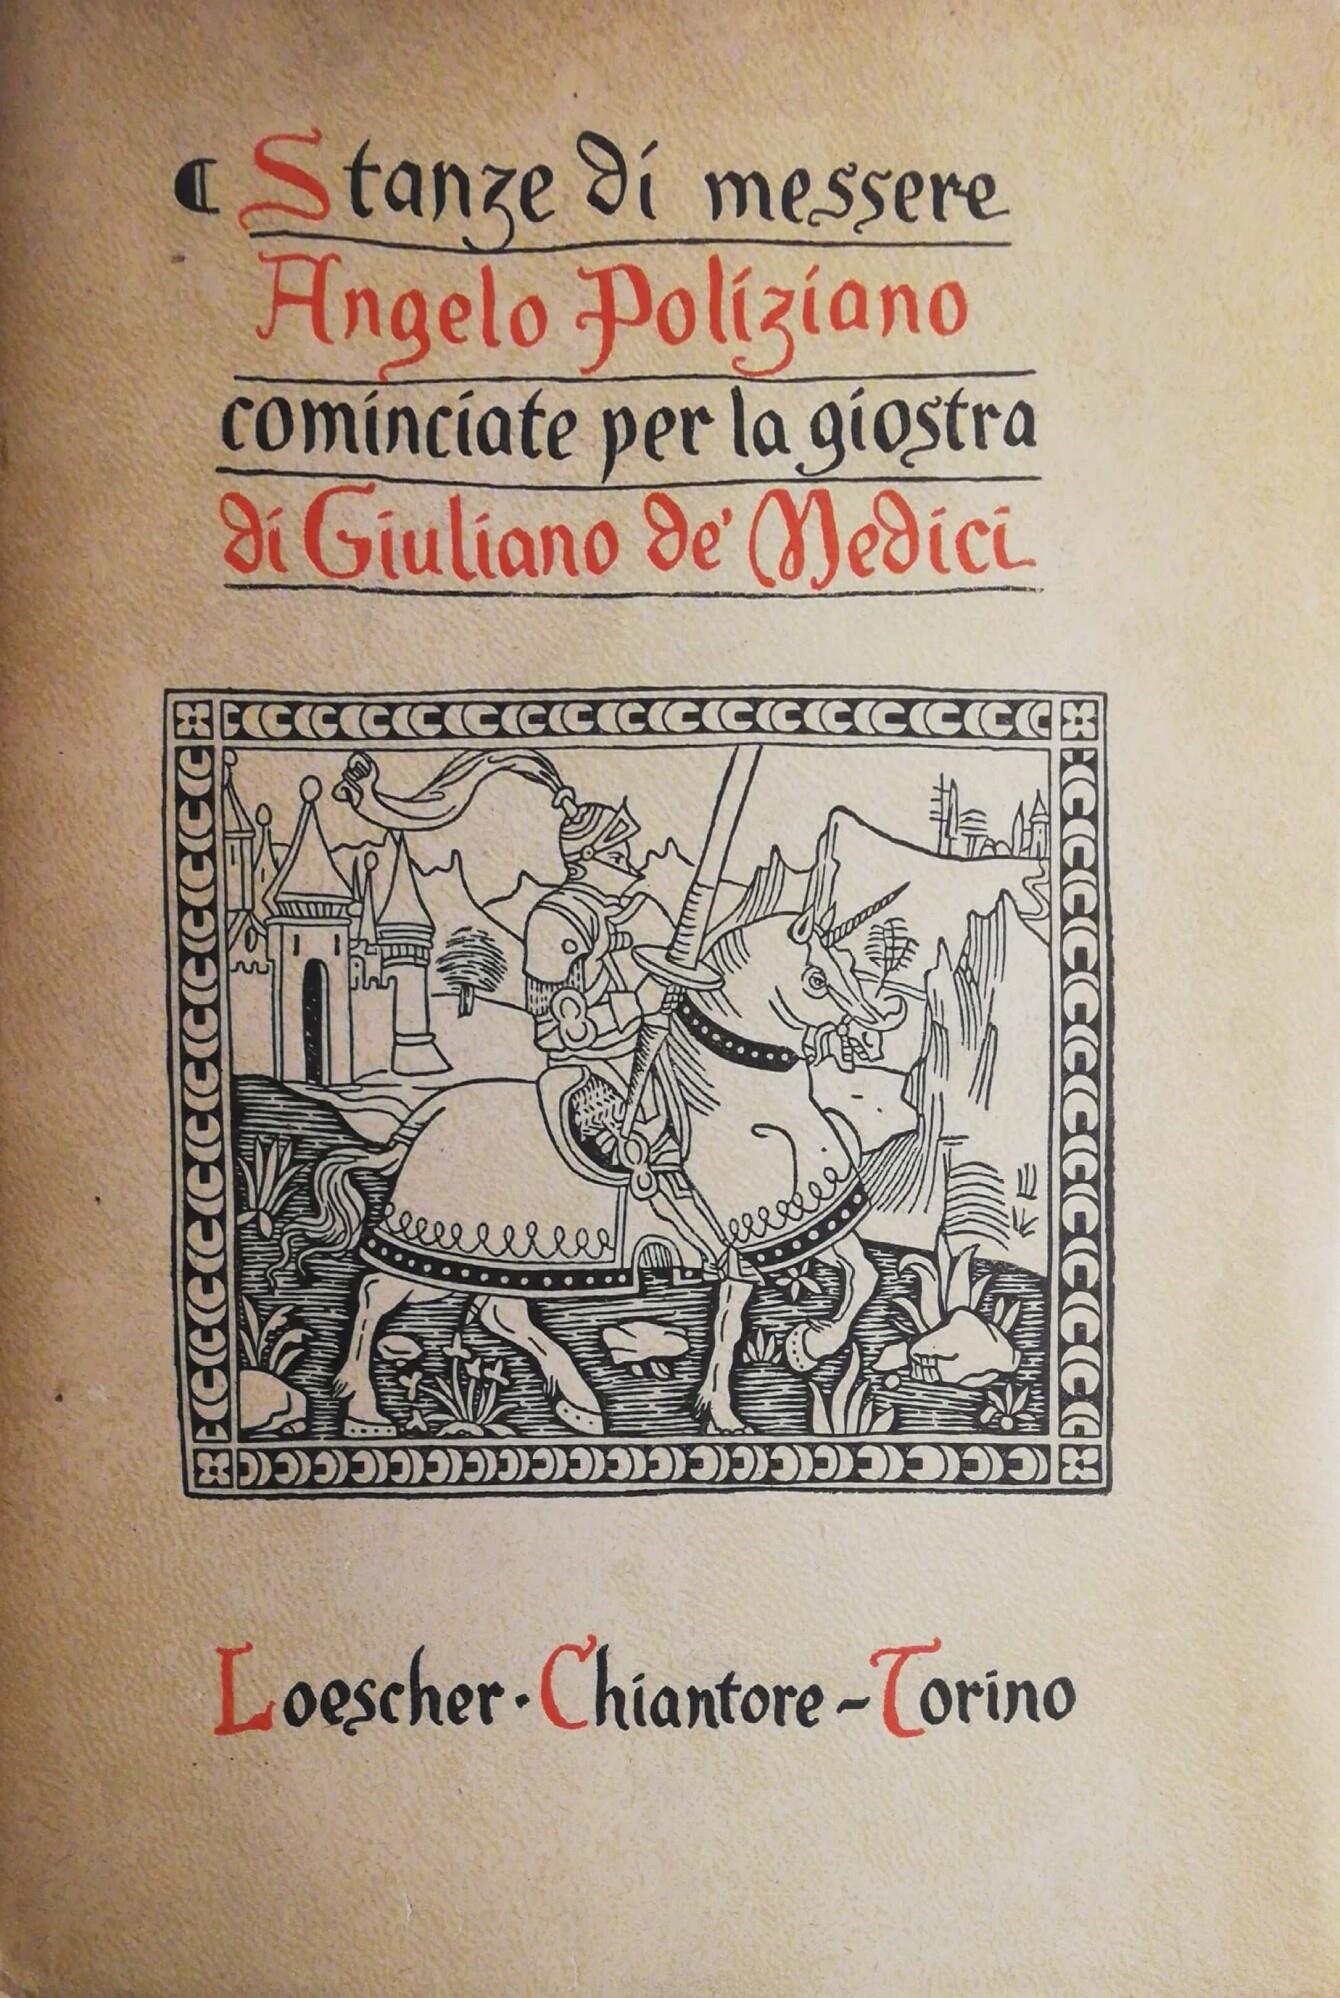 Stanze di messere
Angelo Poliziano
cominciate per la giostra
di Giuliano de' Medici
Loescher · Chiantore - Torino